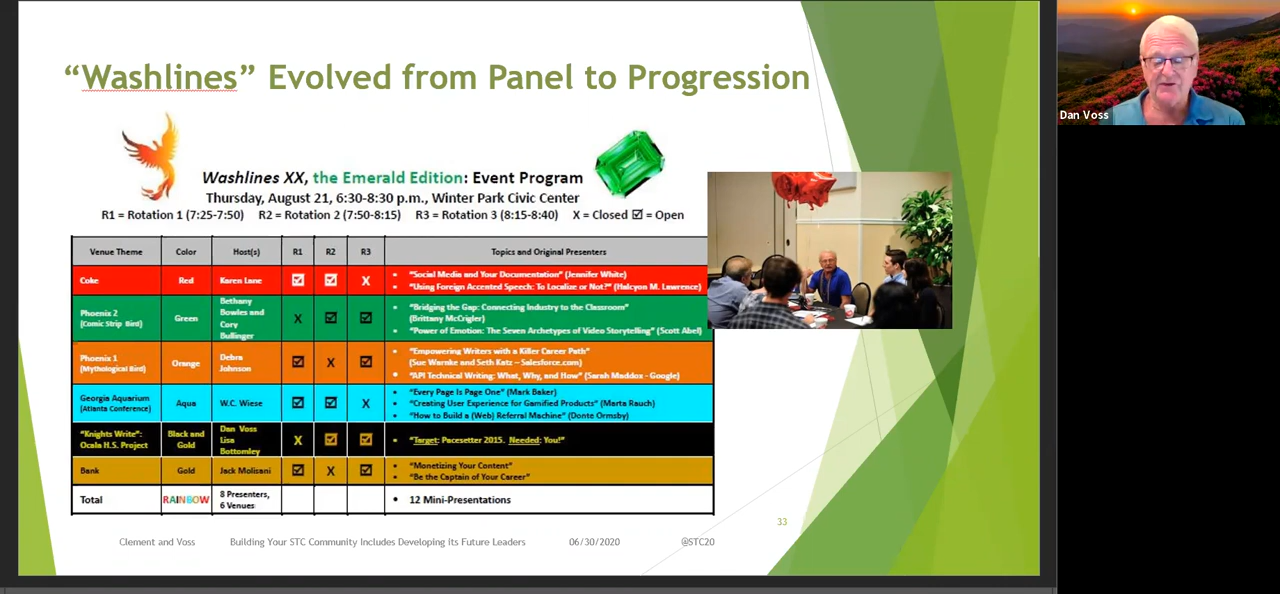 “Washlines” Evolved from Panel to Progression
Washlines XX, the Emerald Edition: Event Program
Thursday, August 21, 6:30-8:30 p.m., Winter Park Civic Center
R1 = Rotation 1 (7:25-7:50) R2 = Rotation 2 (7:50-8:15) R3 = Rotation 3 (8:15-8:40) X = Closed ☑ = Open
Venue Theme Color Host(s) R1 R2 R3 Topics and Original Presenters
Coke Red Karen Lane ☑ ☑ X
• “Social Media and Your Documentation” (Jennifer White)
• “Using Foreign Accented Speech: To Localize or Not?” (Halcyon M. Lawrence)
Phoenix 2
(Comic Strip Bird)
Green
Bethany
Bowles and
Cory
Bullinger
X ☑ ☑
• “Bridging the Gap: Connecting Industry to the Classroom”
(Brittany McCrigler)
• “Power of Emotion: The Seven Archetypes of Video Storytelling” (Scott Abel)
Phoenix 1
(Mythological Bird)
Orange
Debra
Johnson
☑ X ☑
• “Empowering Writers with a Killer Career Path”
(Sue Warnke and Seth Katz – Salesforce.com)
• “API Technical Writing: What, Why, and How” (Sarah Maddox - Google)
Georgia Aquarium
(Atlanta Conference)
Aqua
W.C. Wiese
☑ ☑ X
• “Every Page Is Page One” (Mark Baker)
• “Creating User Experience for Gamified Products” (Marta Rauch)
• “How to Build a (Web) Referral Machine” (Donte Ormsby)
“Knights Write”:
Ocala H.S. Project
Black and
Gold
Dan Voss
Lisa
Bottomley
X ☑ ☑
• “Target: Pacesetter 2015. Needed: You!”
Bank Gold Jack Molisani ☑ X ☑
• “Monetizing Your Content”
• “Be the Captain of Your Career”
Total RAINBOW
8 Presenters,
6 Venues
• 12 Mini-Presentations
33
Clement and Voss Building Your STC Community Includes Developing its Future Leaders 06/30/2020 @STC20
Dan Voss